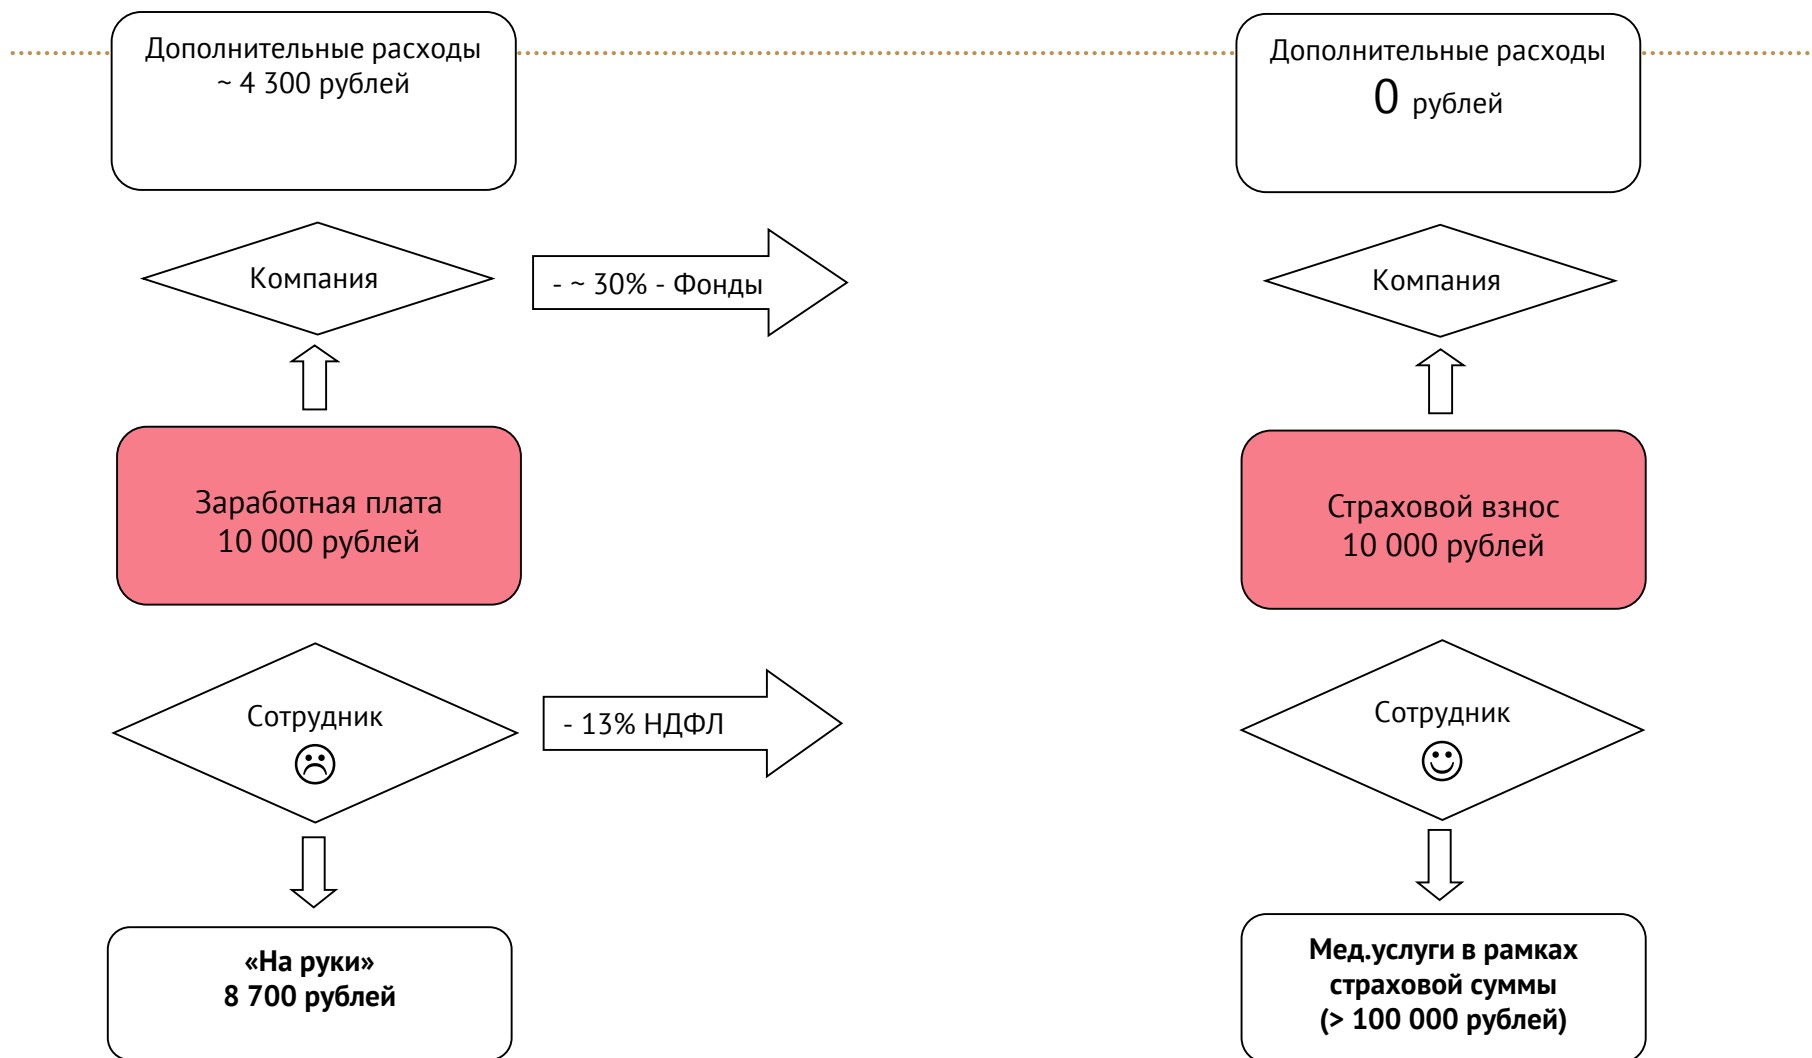 Дополнительные расходы
~ 4 300 рублей
Компания
- ~ 30% - Фонды
Заработная плата
10 000 рублей
Сотрудник
- 13% НДФЛ
«На руки»
8 700 рублей
Дополнительные расходы
0 рублей
Компания
Страховой взнос
10 000 рублей
Сотрудник
Мед.услуги в рамках
страховой суммы
(> 100 000 рублей)